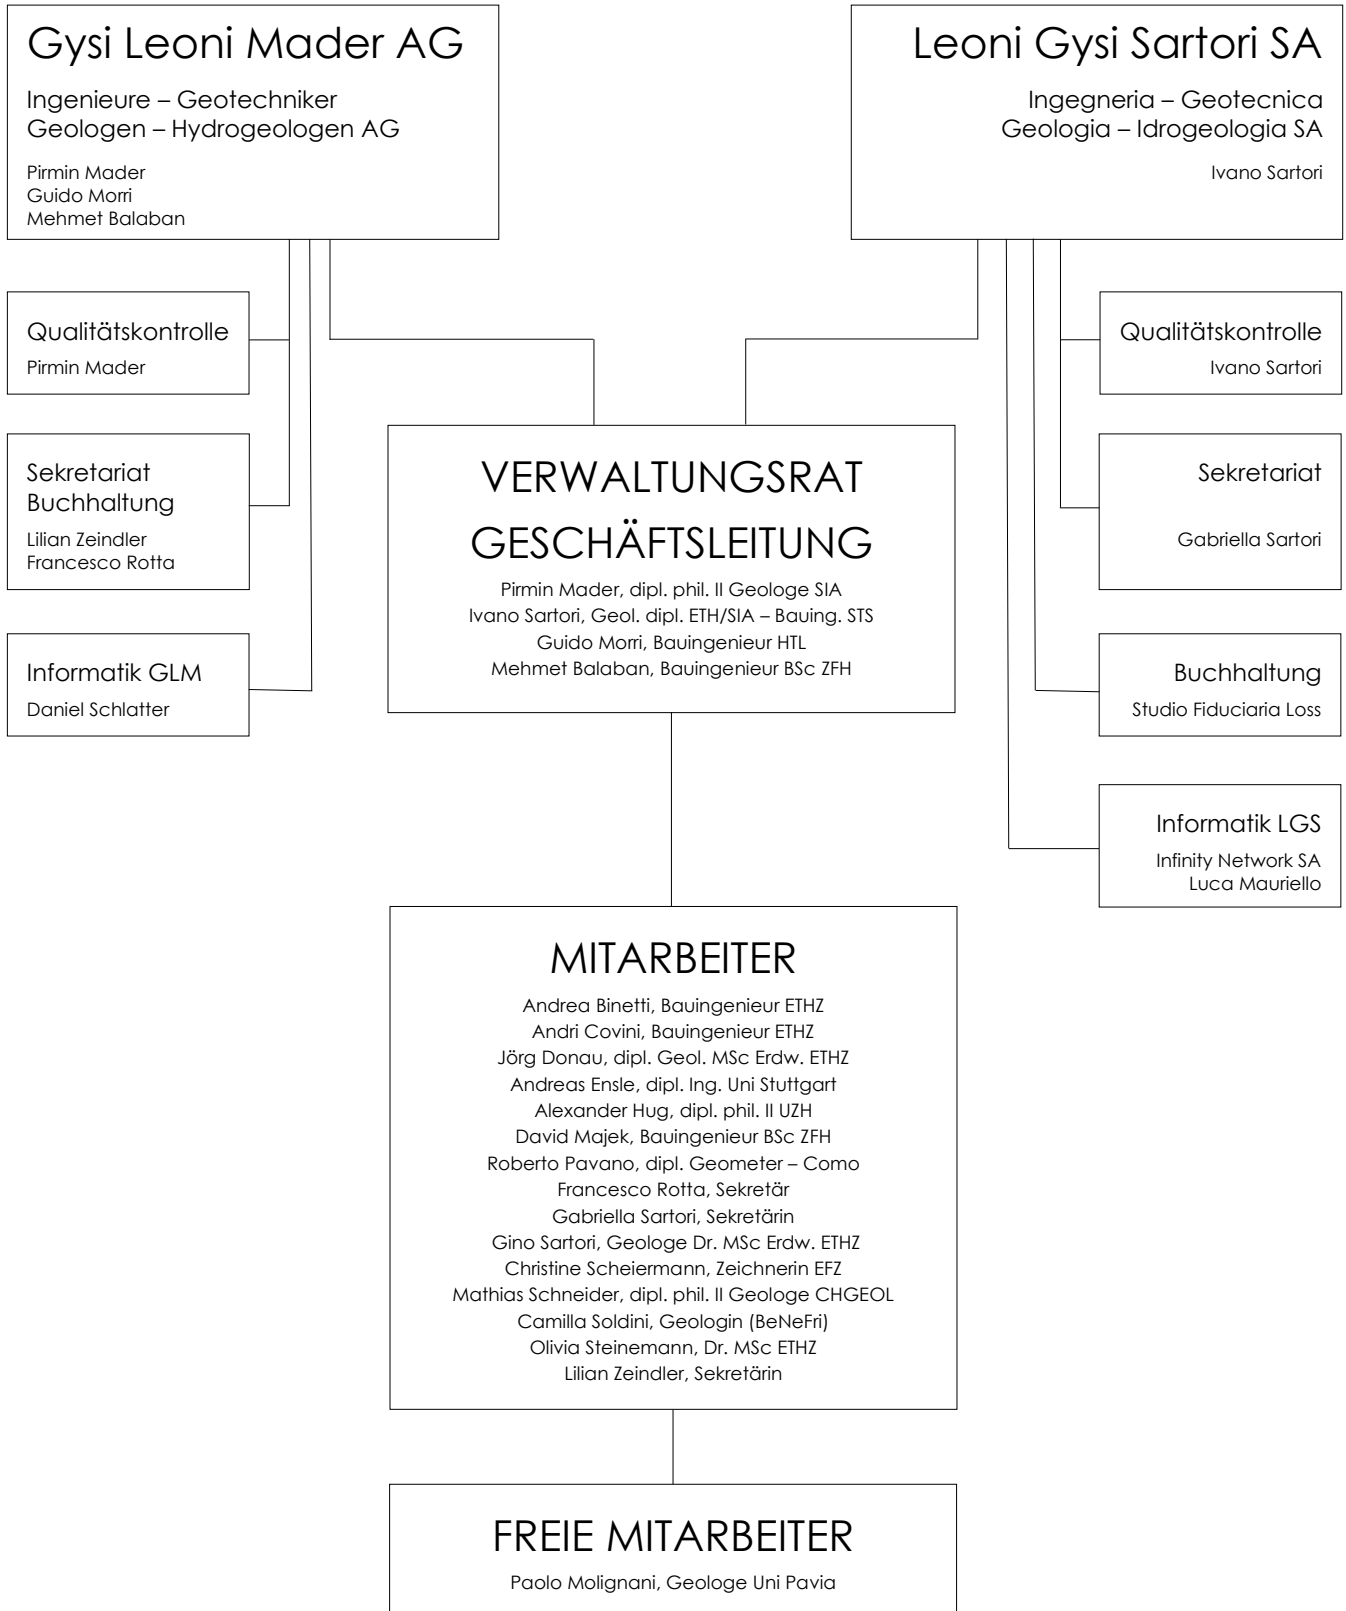 Gysi Leoni Mader AG
Ingenieure – Geotechniker
Geologen – Hydrogeologen AG
Pirmin Mader
Guido Morri
Mehmet Balaban
Leoni Gysi Sartori SA
Ingegneria – Geotecnica
Geologia – Idrogeologia SA
Ivano Sartori
Qualitätskontrolle
Pirmin Mader
Sekretariat
Buchhaltung
Lilian Zeindler
Francesco Rotta
Informatik GLM
Daniel Schlatter
VERWALTUNGSRAT
GESCHÄFTSLEITUNG
Pirmin Mader, dipl. phil. II Geologe SIA
Ivano Sartori, Geol. dipl. ETH/SIA – Bauing. STS
Guido Morri, Bauingenieur HTL
Mehmet Balaban, Bauingenieur BSc ZFH
Qualitätskontrolle
Ivano Sartori
Sekretariat
Gabriella Sartori
Buchhaltung
Studio Fiduciaria Loss
Informatik LGS
Infinity Network SA
Luca Mauriello
MITARBEITER
Andrea Binetti, Bauingenieur ETHZ
Andri Covini, Bauingenieur ETHZ
Jörg Donau, dipl. Geol. MSc Erdw. ETHZ
Andreas Ensle, dipl. Ing. Uni Stuttgart
Alexander Hug, dipl. phil. II UZH
David Majek, Bauingenieur BSc ZFH
Roberto Pavano, dipl. Geometer – Como
Francesco Rotta, Sekretär
Gabriella Sartori, Sekretärin
Gino Sartori, Geologe Dr. MSc Erdw. ETHZ
Christine Scheiermann, Zeichnerin EFZ
Mathias Schneider, dipl. phil. II Geologe CHGEOL
Camilla Soldini, Geologin (BeNeFri)
Olivia Steinemann, Dr. MSc ETHZ
Lilian Zeindler, Sekretärin
FREIE MITARBEITER
Paolo Molignani, Geologe Uni Pavia